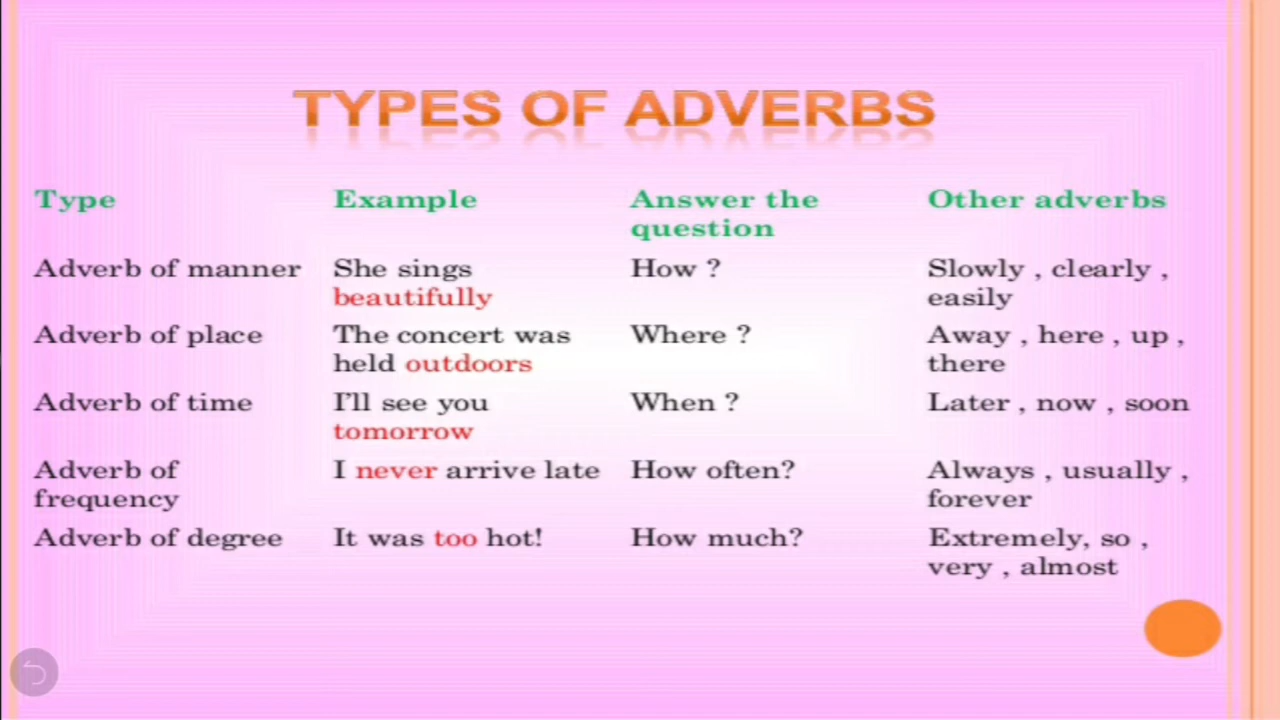 TYPES OF ADVERBS
Type Example Answer the question Other adverbs
Adverb of manner She sings beautifully How ? Slowly , clearly , easily
Adverb of place The concert was held outdoors Where ? Away , here , up , there
Adverb of time I'll see you tomorrow When ? Later , now , soon
Adverb of frequency I never arrive late How often? Always , usually , forever
Adverb of degree It was too hot! How much? Extremely, so , very , almost